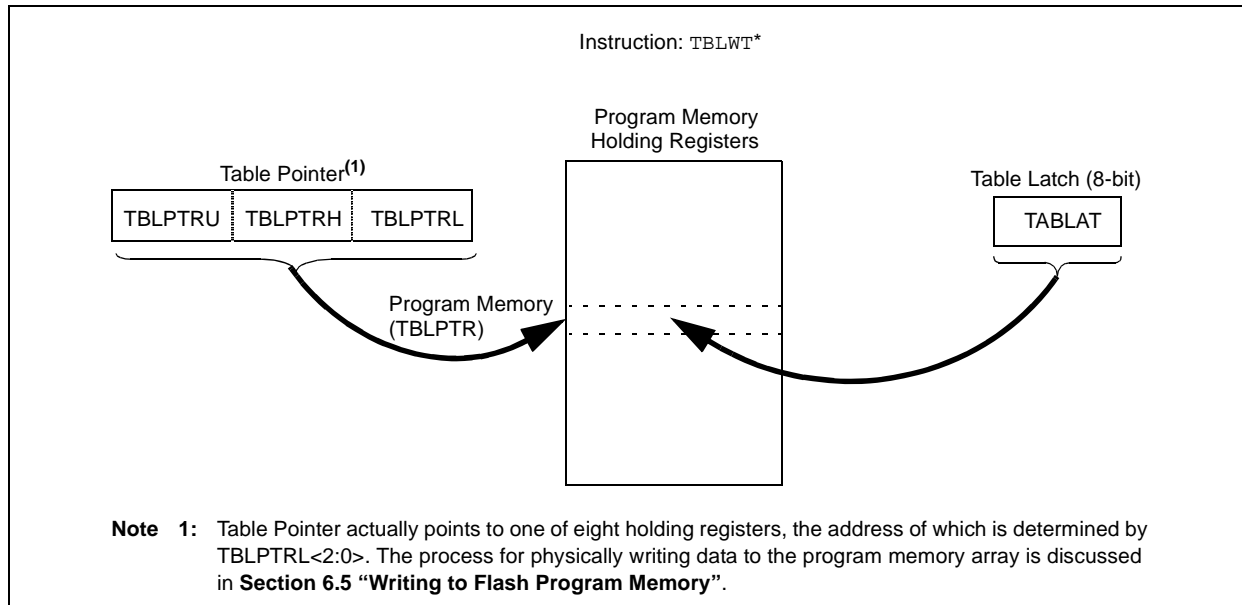 Instruction: TBLWT*
Program Memory
Holding Registers
Table Pointer(1)
Table Latch (8-bit)
TBLPTRU TBLPTRH TBLPTRL
TABLAT
Program Memory
(TBLPTR)
Note 1: Table Pointer actually points to one of eight holding registers, the address of which is determined by
TBLPTRL<2:0>. The process for physically writing data to the program memory array is discussed
in Section 6.5 “Writing to Flash Program Memory”.